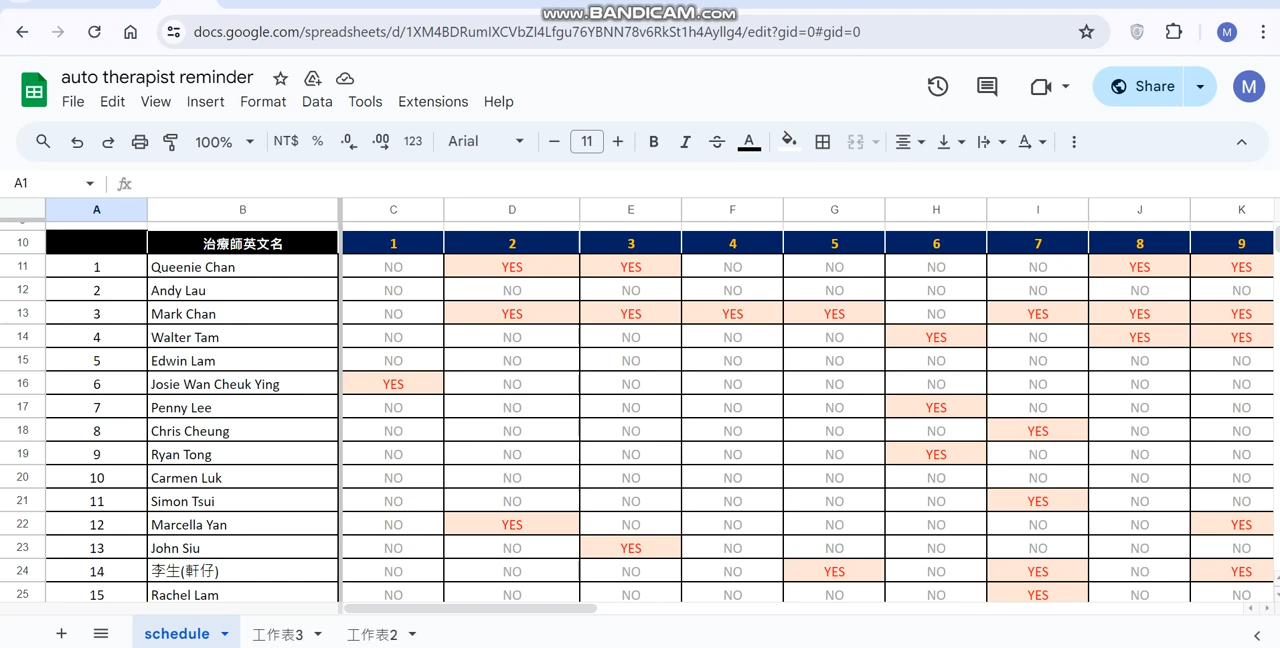 www.BANDICAM.com
docs.google.com/spreadsheets/d/1XM4BDRumIXCVbZI4Lfgu76YBNN78v6RkSt1h4Ayllg4/edit?gid=0#gid=0
M
auto therapist reminder
File Edit View Insert Format Data Tools Extensions Help
Share
M
100% NT$ % .0 .00 123 Arial 11 B I A A
A1 fx
A B C D E F G H I J K
10 治療師英文名 1 2 3 4 5 6 7 8 9
11 1 Queenie Chan NO YES YES NO NO NO NO YES YES
12 2 Andy Lau NO NO NO NO NO NO NO NO NO
13 3 Mark Chan NO YES YES YES YES NO YES YES YES
14 4 Walter Tam NO NO NO NO NO YES NO YES YES
15 5 Edwin Lam NO NO NO NO NO NO NO NO NO
16 6 Josie Wan Cheuk Ying YES NO NO NO NO NO NO NO NO
17 7 Penny Lee NO NO NO NO NO YES NO NO NO
18 8 Chris Cheung NO NO NO NO NO NO YES NO NO
19 9 Ryan Tong NO NO NO NO NO YES NO NO NO
20 10 Carmen Luk NO NO NO NO NO NO NO NO NO
21 11 Simon Tsui NO NO NO NO NO NO YES NO NO
22 12 Marcella Yan NO YES NO NO NO NO NO NO YES
23 13 John Siu NO NO YES NO NO NO NO NO NO
24 14 李生(軒仔) NO NO NO NO YES NO YES NO YES
25 15 Rachel Lam NO NO NO NO NO NO YES NO NO
schedule 工作表3 工作表2